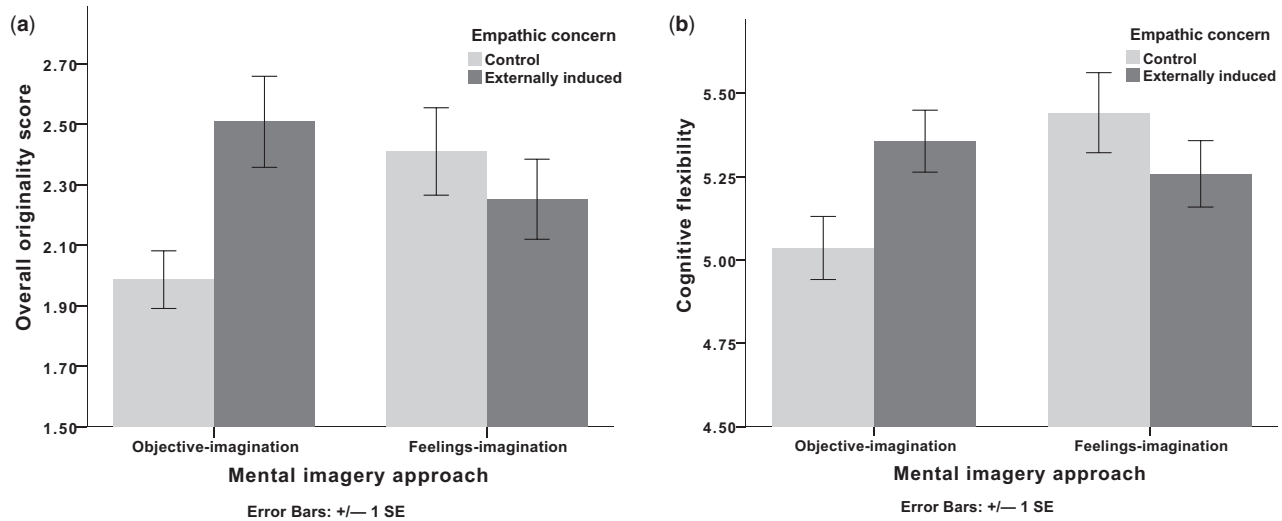 (a)
Empathic concern
Control
Externally induced
Overall originality score
2.70
2.50
2.30
2.10
1.90
1.70
1.50
Objective-imagination
Feelings-imagination
Mental imagery approach
Error Bars: +/— 1 SE
(b)
Empathic concern
Control
Externally induced
Cognitive flexibility
5.50
5.25
5.00
4.75
4.50
Objective-imagination
Feelings-imagination
Mental imagery approach
Error Bars: +/— 1 SE